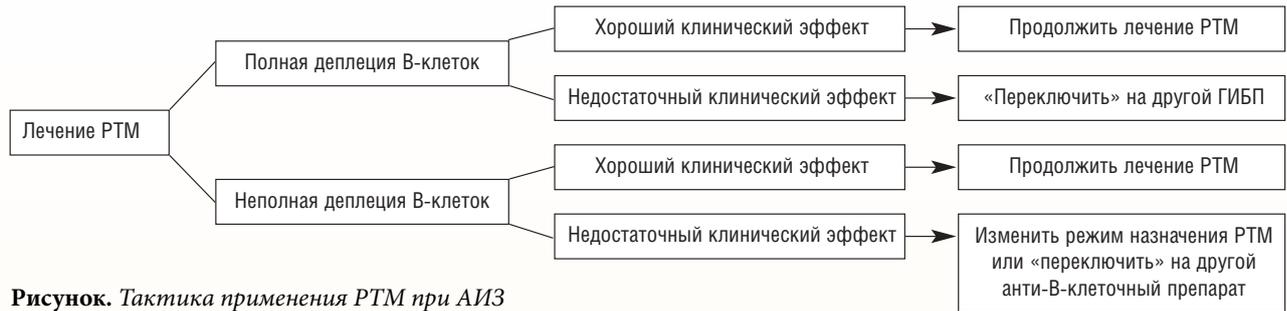 Хороший клинический эффект
Продолжить лечение РТМ
Полная деплеция В-клеток
Недостаточный клинический эффект
«Переключить» на другой ГИБП
Лечение РТМ
Хороший клинический эффект
Продолжить лечение РТМ
Неполная деплеция В-клеток
Недостаточный клинический эффект
Изменить режим назначения РТМ
или «переключить» на другой
анти-В-клеточный препарат
Рисунок. Тактика применения РТМ при АИЗ